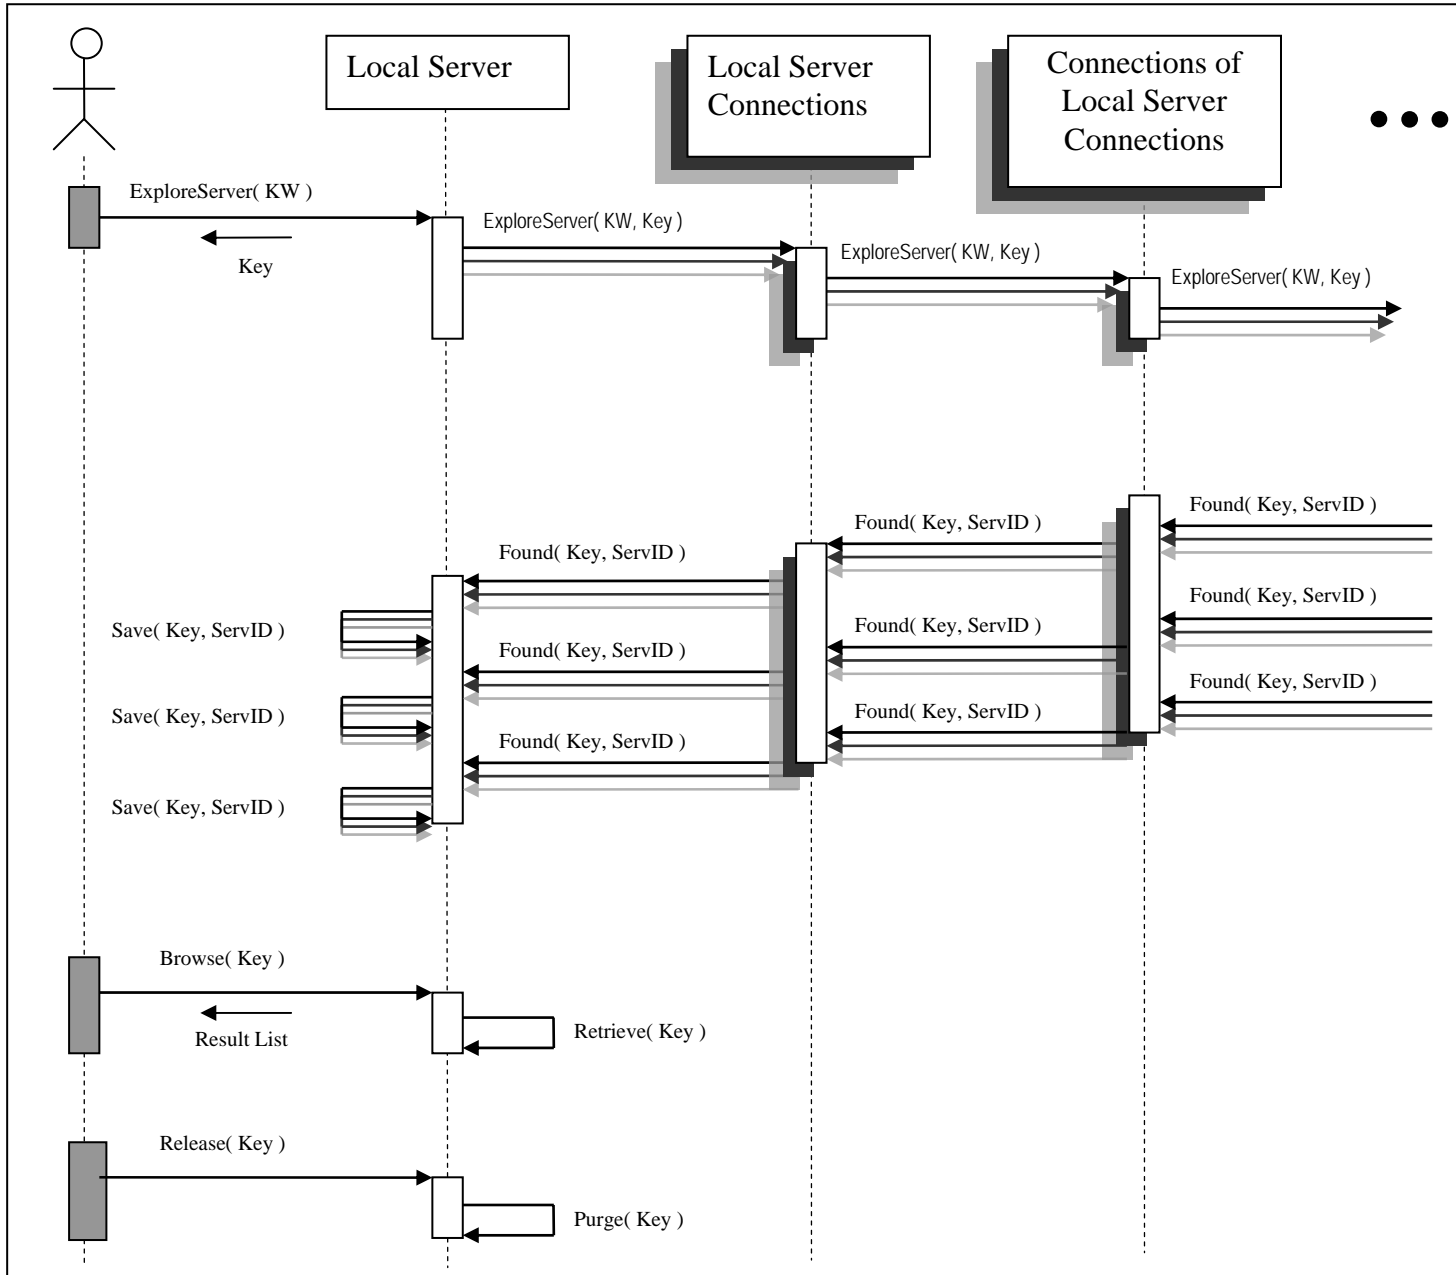 Local Server
Local Server
Connections
Connections of
Local Server
Connections
ExploreServer( KW )
Key
ExploreServer( KW, Key )
ExploreServer( KW, Key )
ExploreServer( KW, Key )
Found( Key, ServID )
Found( Key, ServID )
Found( Key, ServID )
Save( Key, ServID )
Found( Key, ServID )
Found( Key, ServID )
Found( Key, ServID )
Save( Key, ServID )
Found( Key, ServID )
Found( Key, ServID )
Found( Key, ServID )
Save( Key, ServID )
Browse( Key )
Result List
Retrieve( Key )
Release( Key )
Purge( Key )